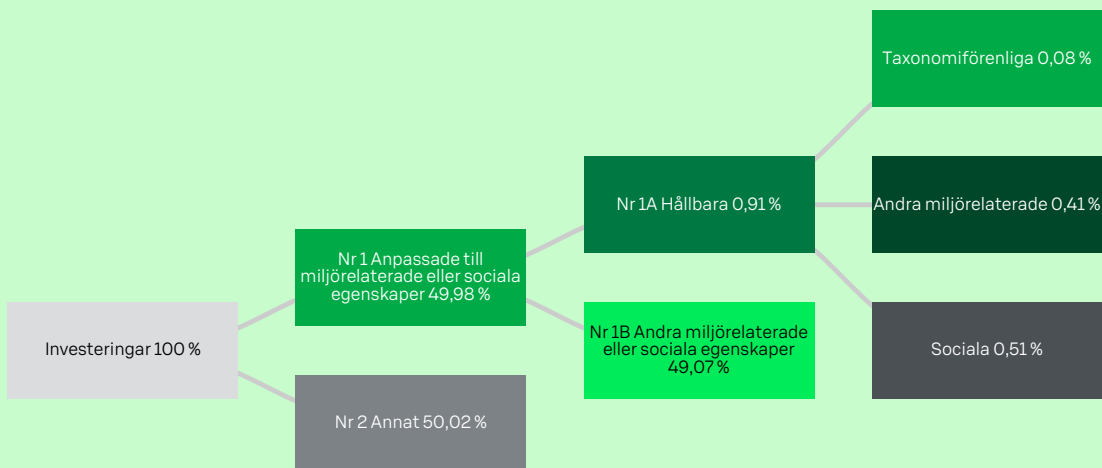 Taxonomiförenliga 0,08 %
Nr 1A Hållbara 0,91 %
Andra miljörelaterade 0,41 %
Nr 1 Anpassade till
miljörelaterade eller sociala
egenskaper 49,98 %
Investeringar 100 %
Nr 1B Andra miljörelaterade
eller sociala egenskaper
49,07 %
Sociala 0,51 %
Nr 2 Annat 50,02 %